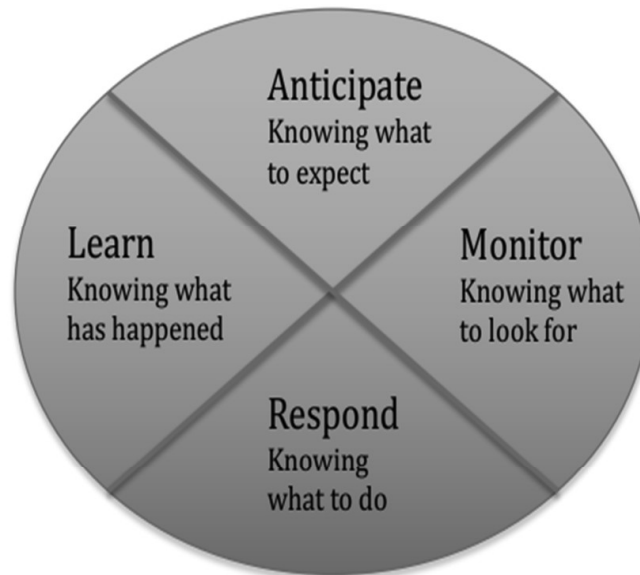 Anticipate
Knowing what
to expect
Learn
Knowing what
has happened
Monitor
Knowing what
to look for
Respond
Knowing
what to do